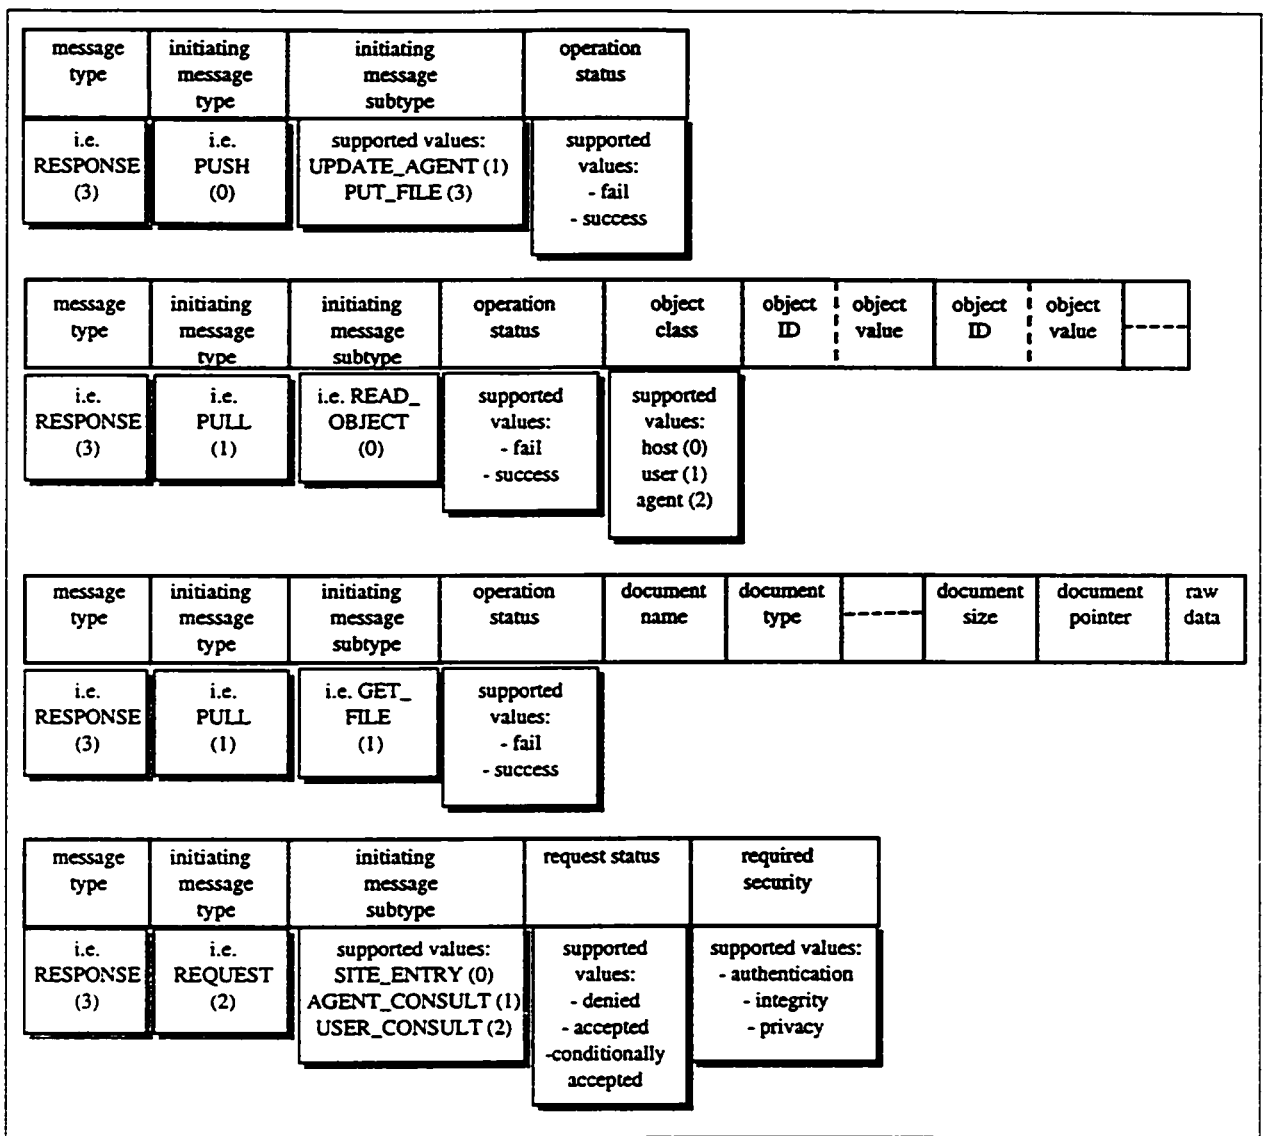 message type
initiating message type
initiating message subtype
operation status
i.e.
RESPONSE
(3)
i.e.
PUSH
(0)
supported values:
UPDATE_AGENT (1)
PUT_FILE (3)
supported
values:
- fail
- success
message type
initiating message type
initiating message subtype
operation status
object class
object ID
object value
object ID
object value
i.e.
RESPONSE
(3)
i.e.
PULL
(1)
i.e. READ_
OBJECT
(0)
supported
values:
- fail
- success
supported
values:
host (0)
user (1)
agent (2)
message type
initiating message type
initiating message subtype
operation status
document name
document type
document size
document pointer
raw data
i.e.
RESPONSE
(3)
i.e.
PULL
(1)
i.e. GET_
FILE
(1)
supported
values:
- fail
- success
message type
initiating message type
initiating message subtype
request status
required security
i.e.
RESPONSE
(3)
i.e.
REQUEST
(2)
supported values:
SITE_ENTRY (0)
AGENT_CONSULT (1)
USER_CONSULT (2)
supported
values:
- denied
- accepted
-conditionally
accepted
supported values:
- authentication
- integrity
- privacy